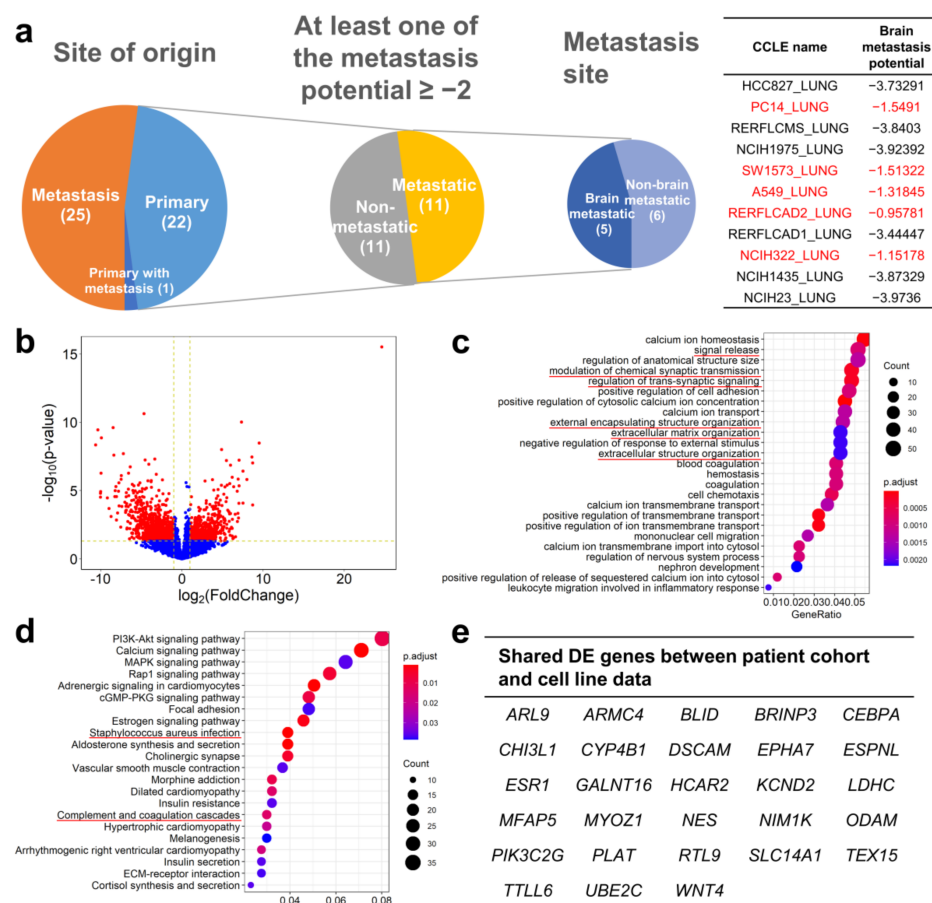 a
Site of origin
At least one
of the metastasis
potential ≥ −2
Metastasis
site
Metastasis
(25)
Primary
(22)
Primary with
metastasis (1)
Non-
metastatic
(11)
Metastatic
(11)
Brain
metastatic
(5)
Non-brain
metastatic
(6)
CCLE name Brain metastasis potential
HCC827_LUNG −3.73291
PC14_LUNG −1.5491
RERFLCMS_LUNG −3.8403
NCIH1975_LUNG −3.92392
SW1573_LUNG −1.51322
A549_LUNG −1.31845
RERFLCAD2_LUNG −0.95781
RERFLCAD1_LUNG −3.44447
NCIH322_LUNG −1.15178
NCIH1435_LUNG −3.87329
NCIH23_LUNG −3.9736
b
-log10(p-value)
15
10
5
0
-10 0 10 20
log2(FoldChange)
c
calcium ion homeostasis
signal release
regulation of anatomical structure size
modulation of chemical synaptic transmission
regulation of trans-synaptic signaling
positive regulation of cell adhesion
positive regulation of cytosolic calcium ion concentration
calcium ion transport
external encapsulating structure organization
extracellular matrix organization
negative regulation of response to external stimulus
extracellular structure organization
blood coagulation
hemostasis
coagulation
cell chemotaxis
calcium ion transmembrane transport
positive regulation of transmembrane transport
positive regulation of ion transmembrane transport
mononuclear cell migration
calcium ion transmembrane import into cytosol
regulation of nervous system process
nephron development
positive regulation of release of sequestered calcium ion into cytosol
leukocyte migration involved in inflammatory response
0.01 0.02 0.03 0.04 0.05
GeneRatio
Count
10
20
30
40
50
p.adjust
0.0005
0.0010
0.0015
0.0020
d
PI3K-Akt signaling pathway
Calcium signaling pathway
MAPK signaling pathway
Rap1 signaling pathway
Adrenergic signaling in cardiomyocytes
cGMP-PKG signaling pathway
Focal adhesion
Estrogen signaling pathway
Staphylococcus aureus infection
Aldosterone synthesis and secretion
Cholinergic synapse
Vascular smooth muscle contraction
Morphine addiction
Dilated cardiomyopathy
Insulin resistance
Complement and coagulation cascades
Hypertrophic cardiomyopathy
Melanogenesis
Arrhythmogenic right ventricular cardiomyopathy
Insulin secretion
ECM-receptor interaction
Cortisol synthesis and secretion
0.04 0.06 0.08
p.adjust
0.01
0.02
0.03
Count
10
15
20
25
30
35
e
Shared DE genes between patient cohort
and cell line data
ARL9 ARMC4 BLID BRINP3 CEBPA
CHI3L1 CYP4B1 DSCAM EPHA7 ESPNL
ESR1 GALNT16 HCAR2 KCND2 LDHC
MFAP5 MYOZ1 NES NIM1K ODAM
PIK3C2G PLAT RTL9 SLC14A1 TEX15
TTLL6 UBE2C WNT4